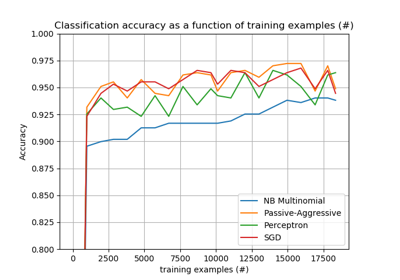 Classification accuracy as a function of training examples (#)
1.000
0.975
0.950
0.925
0.900
0.875
0.850
0.825
0.800
Accuracy
NB Multinomial
Passive-Aggressive
Perceptron
SGD
0 2500 5000 7500 10000 12500 15000 17500
training examples (#)